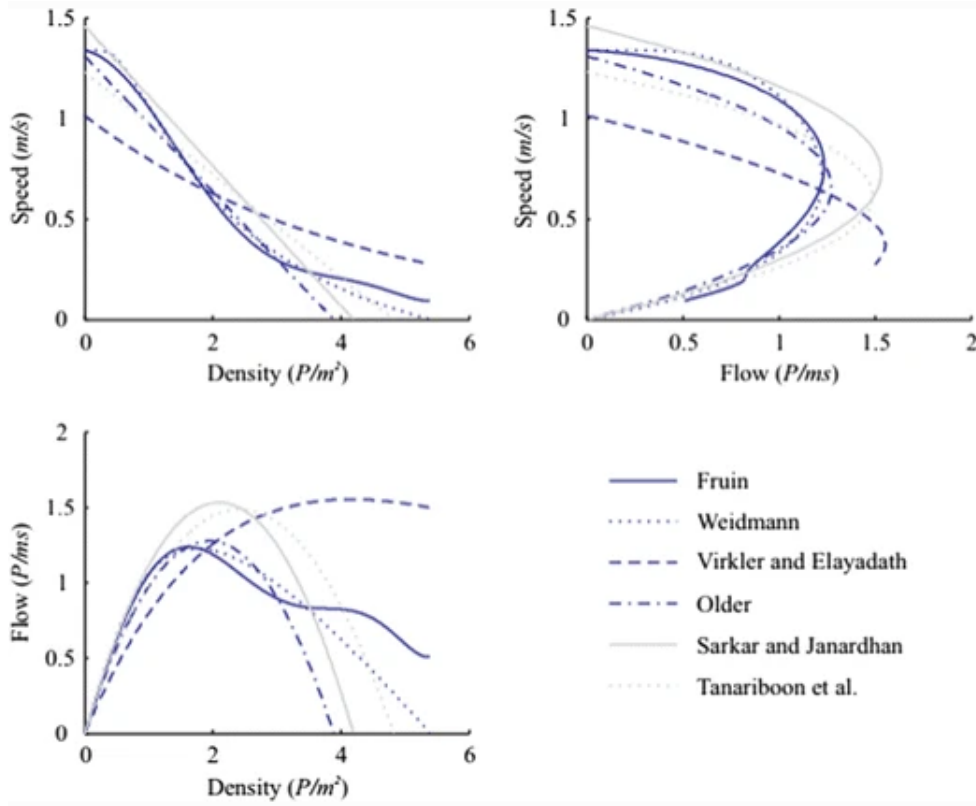 1.5
1
0.5
0
Speed (m/s)
0 2 4 6
Density (P/m²)
1.5
1
0.5
0
Speed (m/s)
0 0.5 1 1.5 2
Flow (P/ms)
2
1.5
1
0.5
0
Flow (P/ms)
0 2 4 6
Density (P/m²)
Fruin
Weidmann
Virkler and Elayadath
Older
Sarkar and Janardhan
Tanariboon et al.